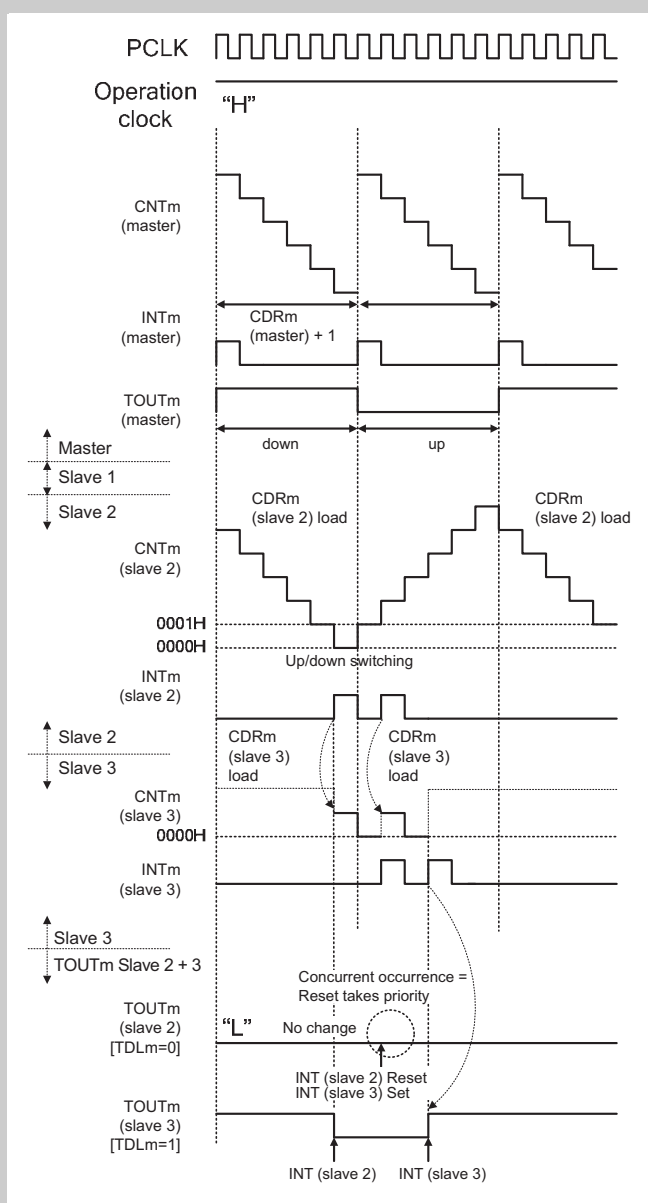 PCLK
Operation
clock
“H”
CNTm
(master)
INTm
(master)
CDRm
(master) + 1
TOUTm
(master)
down
up
Master
Slave 1
Slave 2
CDRm
(slave 2) load
CDRm
(slave 2) load
CNTm
(slave 2)
0001H
0000H
Up/down switching
INTm
(slave 2)
Slave 2
Slave 3
CDRm
(slave 3)
load
CDRm
(slave 3)
load
CNTm
(slave 3)
0000H
INTm
(slave 3)
Slave 3
TOUTm Slave 2 + 3
Concurrent occurrence =
Reset takes priority
TOUTm
(slave 2)
[TDLm=0]
“L”
No change
INT (slave 2) Reset
INT (slave 3) Set
TOUTm
(slave 3)
[TDLm=1]
INT (slave 2)
INT (slave 3)